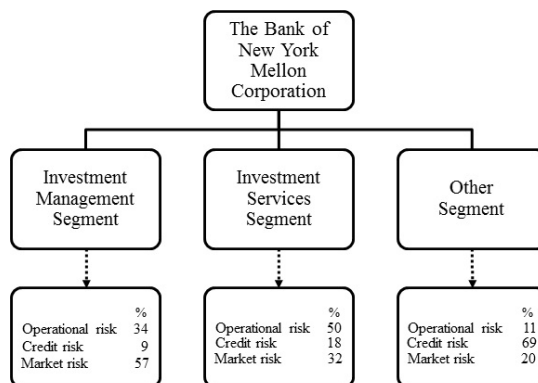 The Bank of
New York
Mellon
Corporation
Investment
Management
Segment
Investment
Services
Segment
Other
Segment
%
Operational risk 34
Credit risk 9
Market risk 57
%
Operational risk 50
Credit risk 18
Market risk 32
%
Operational risk 11
Credit risk 69
Market risk 20